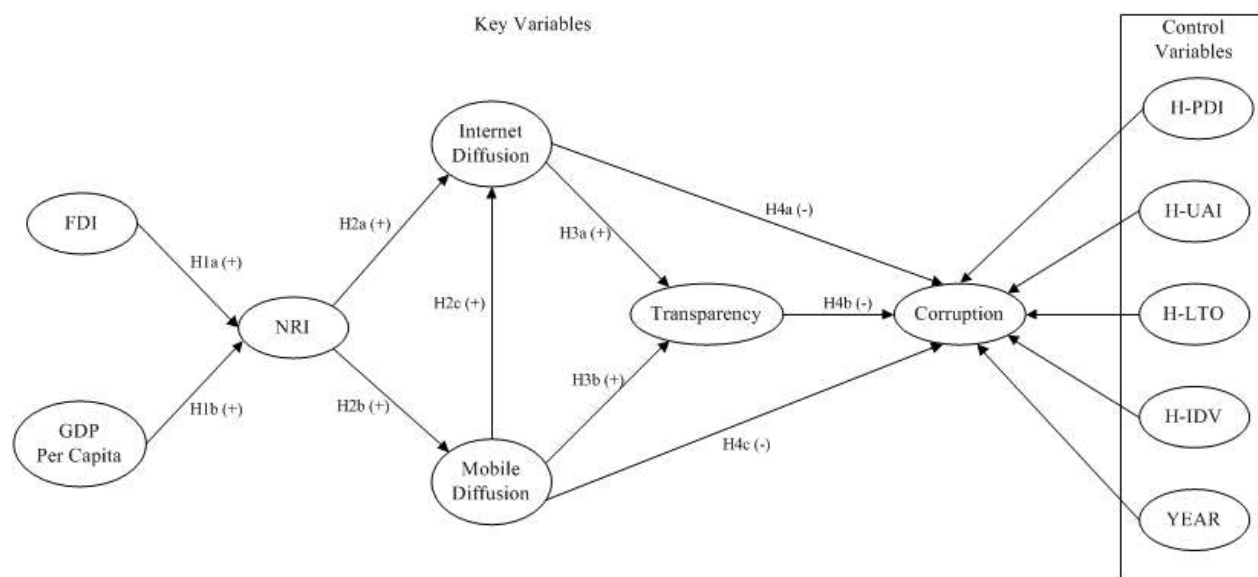 Key Variables
Control
Variables
H-PDI
Internet
Diffusion
H-UAI
FDI
H2a (+)
H4a (-)
H3a (+)
H1a (+)
H2c (+)
NRI
Transparency
H4b (-)
Corruption
H-LTO
H3b (+)
H1b (+)
H2b (+)
GDP
Per Capita
H4c (-)
H-IDV
Mobile
Diffusion
YEAR